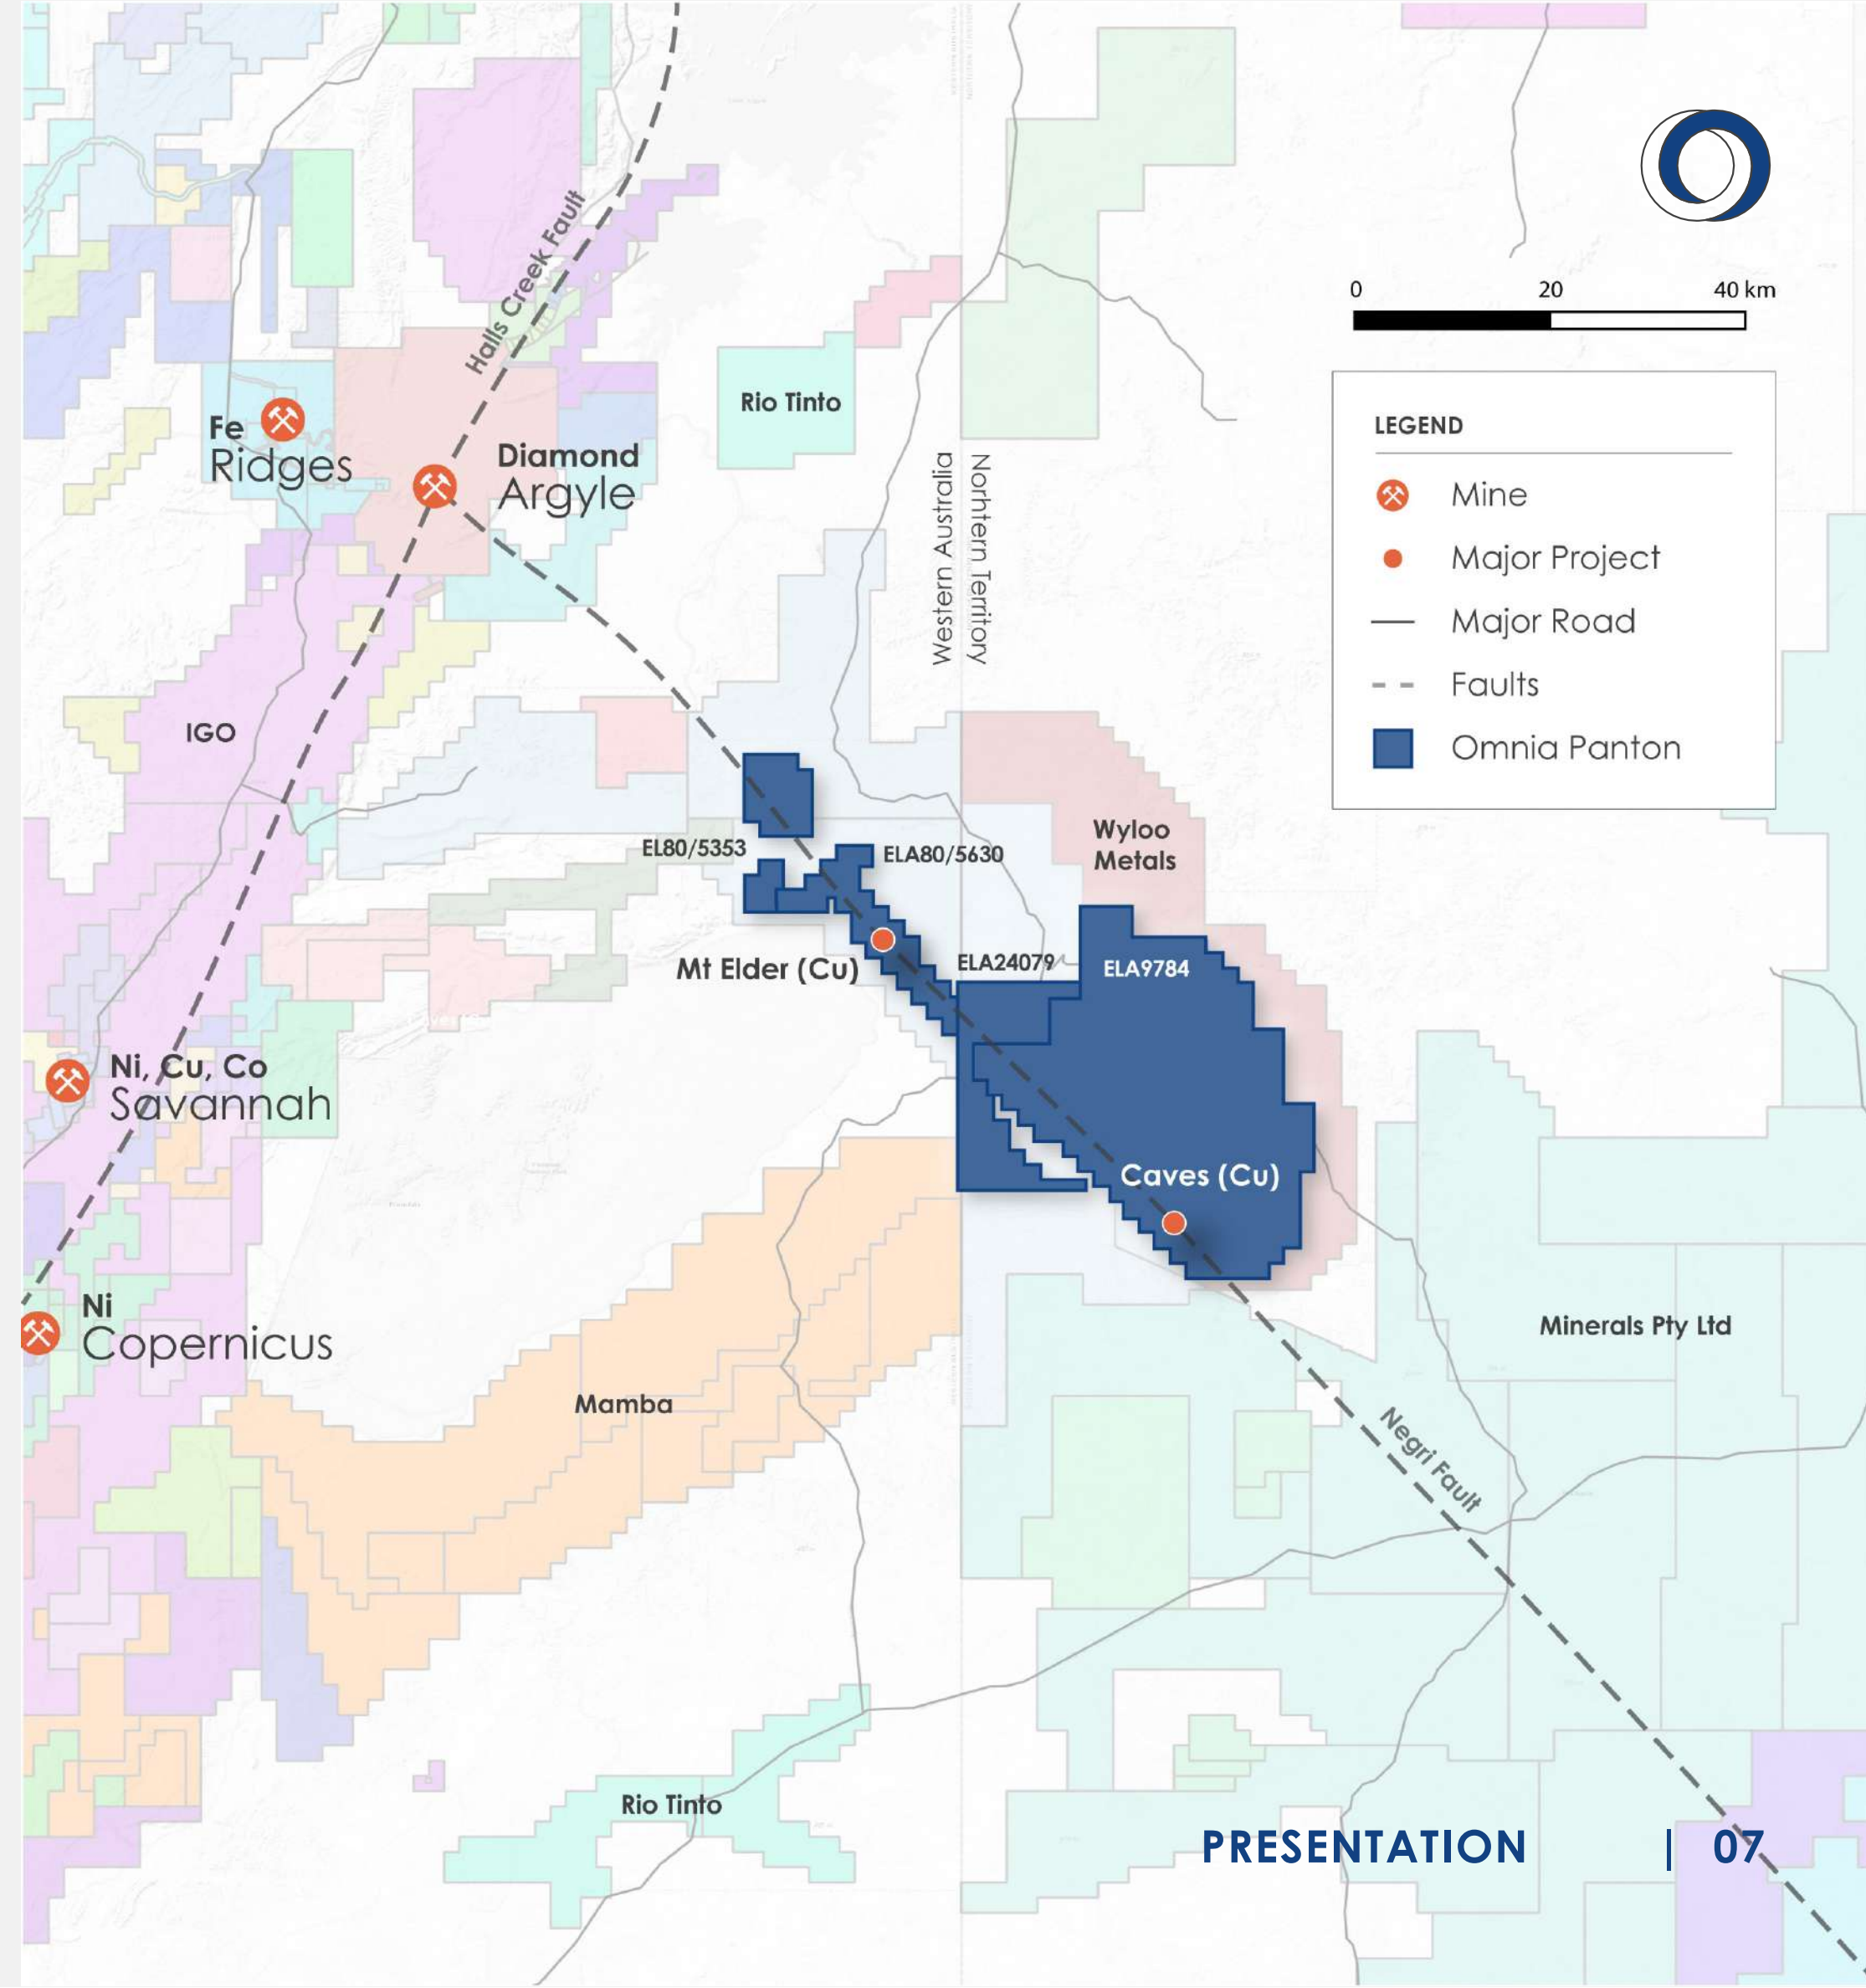 Halls Creek Fault
0 20 40 km
Rio Tinto
LEGEND
Mine
Major Project
Major Road
Faults
Omnia Panton
Fe
Ridges
Diamond
Argyle
Western Australia
Norhtern Territory
IGO
Wyloo
Metals
EL80/5353
ELA80/5630
Mt Elder (Cu)
ELA24079
ELA9784
Ni, Cu, Co
Savannah
Caves (Cu)
Ni
Copernicus
Minerals Pty Ltd
Mamba
Negri Fault
Rio Tinto
PRESENTATION | 07